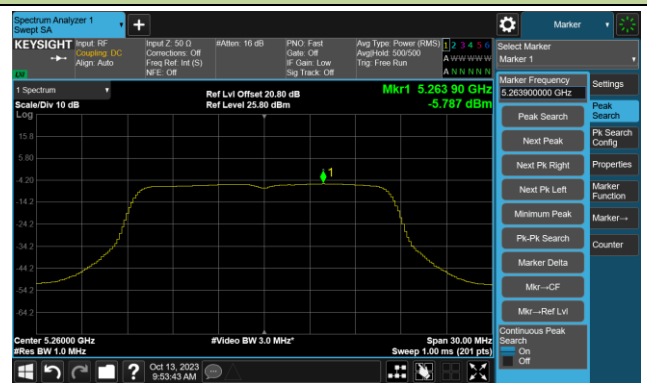 Spectrum Analyzer 1
Swept SA
+
Marker
KEYSIGHT
Input: RF
Coupling: DC
Align: Auto
Input Z: 50 Ω
Corrections: Off
Freq Ref: Int (S)
NFE: Off
#Atten: 16 dB
PNO: Fast
Gate: Off
IF Gain: Low
Sig Track: Off
Avg Type: Power (RMS)
Avg|Hold: 500/500
Trig: Free Run
1 2 3 4 5 6
A W W W W W
A N N N N N
Select Marker
Marker 1
LW
1 Spectrum
Scale/Div 10 dB
Log
Ref Lvl Offset 20.80 dB
Ref Level 25.80 dBm
Mkr1 5.263 90 GHz
-5.787 dBm
15.8
5.80
-4.20
-14.2
-24.2
-34.2
-44.2
-54.2
-64.2
1
Center 5.26000 GHz
#Res BW 1.0 MHz
#Video BW 3.0 MHz*
Span 30.00 MHz
Sweep 1.00 ms (201 pts)
Marker Frequency
5.263900000 GHz
Peak Search
Next Peak
Next Pk Right
Next Pk Left
Minimum Peak
Pk-Pk Search
Marker Delta
Mkr→CF
Mkr→Ref Lvl
Continuous Peak
Search
On
Off
Settings
Peak
Search
Pk Search
Config
Properties
Marker
Function
Marker→
Counter
?
Oct 13, 2023
9:53:43 AM